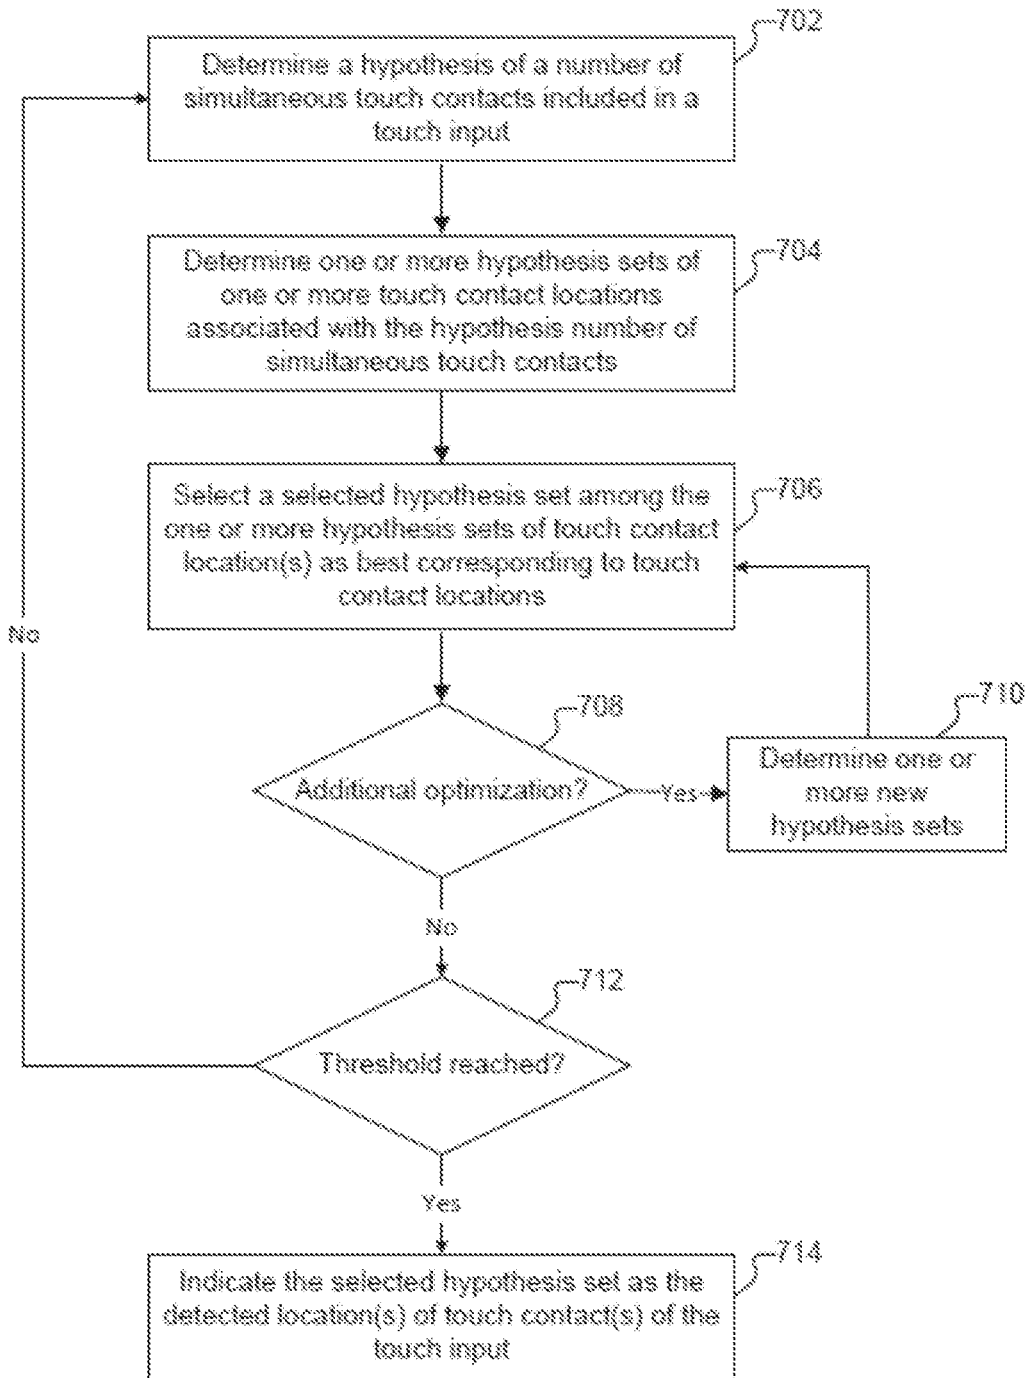 702
Determine a hypothesis of a number of
simultaneous touch contacts included in a
touch input
704
Determine one or more hypothesis sets of
one or more touch contact locations
associated with the hypothesis number of
simultaneous touch contacts
706
Select a selected hypothesis set among the
one or more hypothesis sets of touch contact
location(s) as best corresponding to touch
contact locations
No
708
Additional optimization?
Yes
710
Determine one or
more new
hypothesis sets
No
712
Threshold reached?
Yes
714
Indicate the selected hypothesis set as the
detected location(s) of touch contact(s) of the
touch input